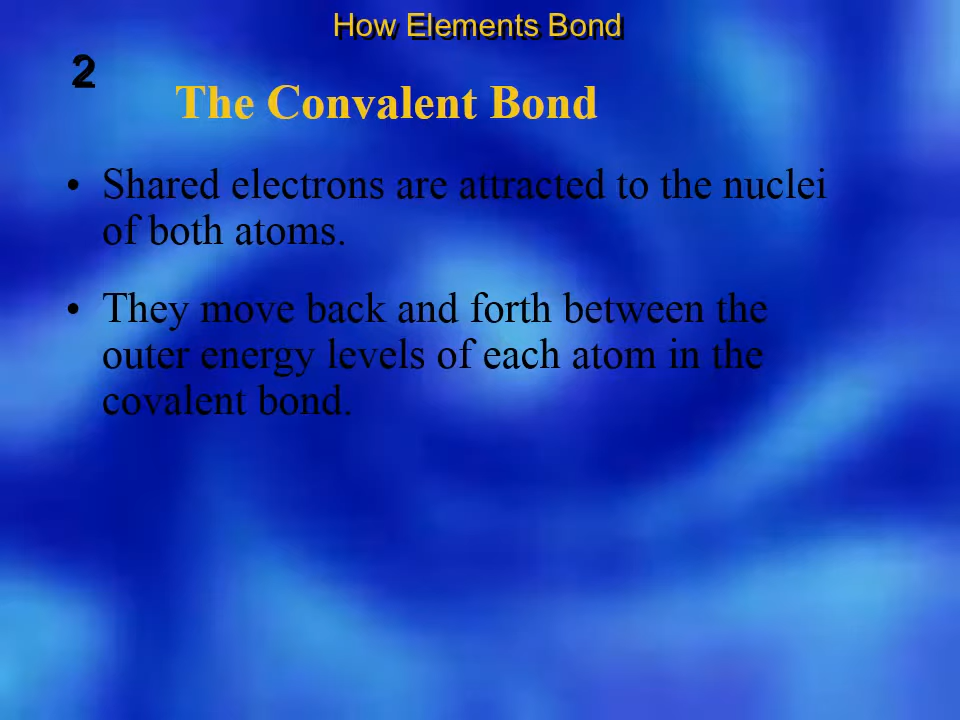 How Elements Bond
2
The Convalent Bond
• Shared electrons are attracted to the nuclei
of both atoms.
• They move back and forth between the
outer energy levels of each atom in the
covalent bond.